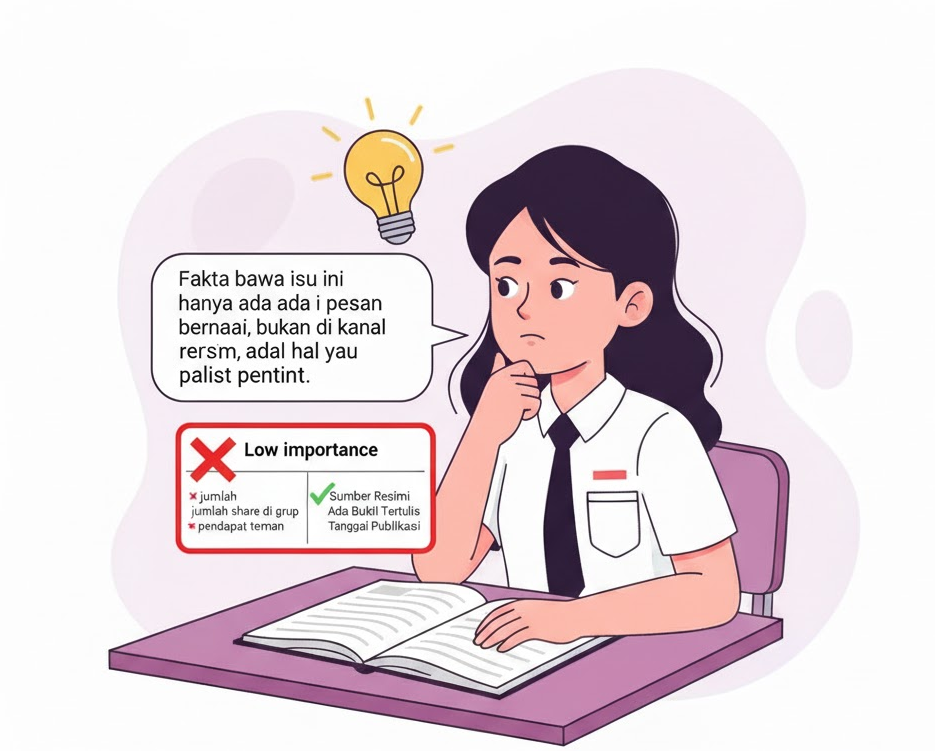 Fakta bawa isu ini
hanya ada ada i pesan
bernaai, bukan di kanal
rersm, adal hal yau
palist pentint.
Low importance
jumlah
jumlah share di grup
pendapat teman
Sumber Resimi
Ada Bukil Tertulis
Tanggai Publikasi